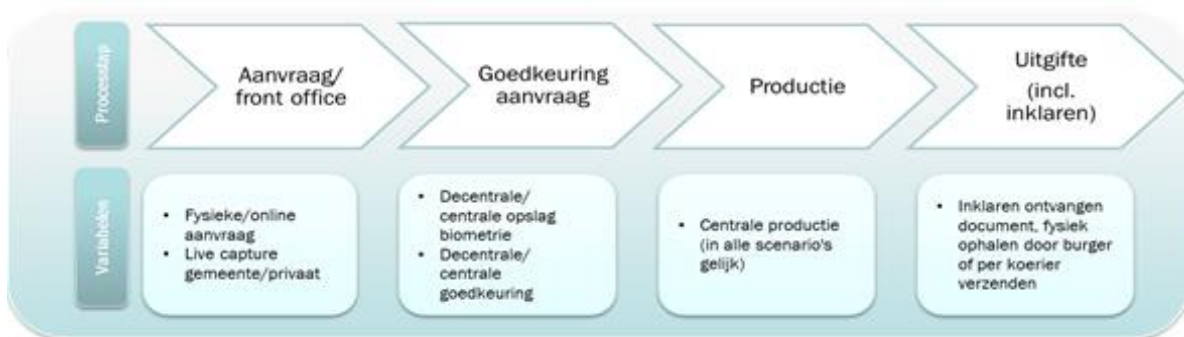 Processtap
Aanvraag/
front office
Goedkeuring
aanvraag
Productie
Uitgifte
(incl.
inklaren)
Variabelen
• Fysieke/online
aanvraag
• Live capture
gemeente/privaat
• Decentrale/
centrale opslag
biometrie
• Decentrale/
centrale
goedkeuring
• Centrale productie
(in alle scenario's
gelijk)
• Inklaren ontvangen
document, fysiek
ophalen door burger
of per koerier
verzenden